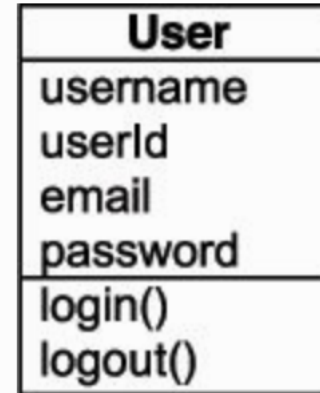 User
username
userId
email
password
login()
logout()